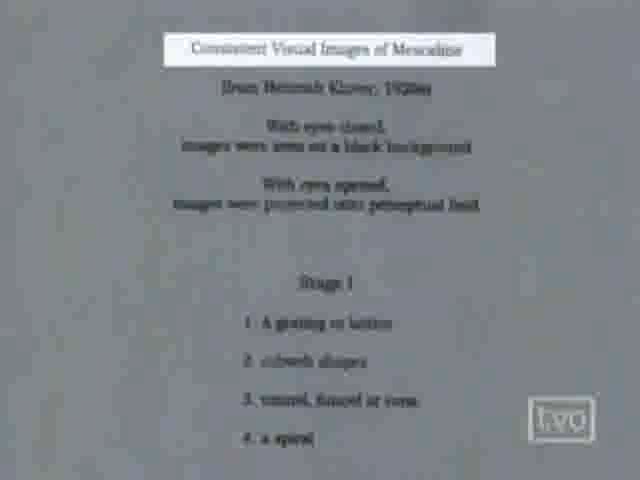 Consistent Visual Images of Mescaline
(from Heinrich Kluver, 1920s)
With eyes closed,
images were seen on a black background
With eyes opened,
images were projected onto perceptual field
Stage I
1. A grating or lattice
2. cobweb shapes
3. tunnel, funnel or cone
4. a spiral
tvo